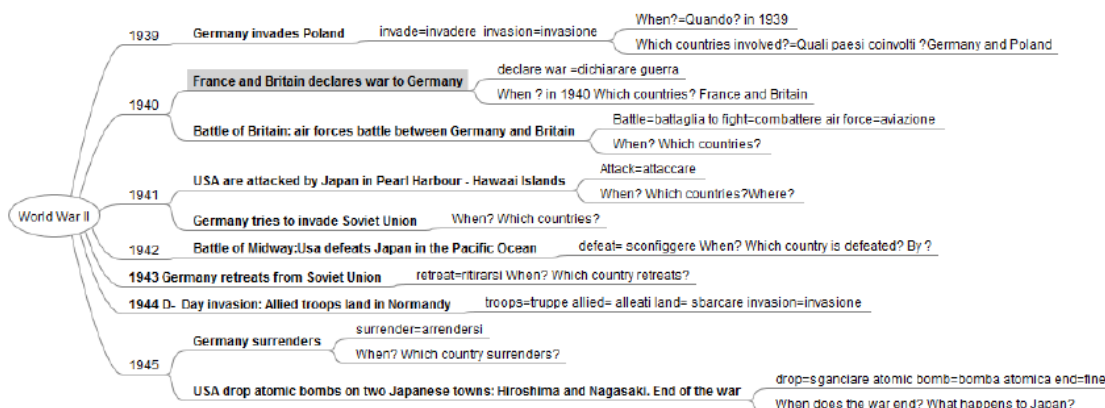 World War II
1939
Germany invades Poland
invade=invadere invasion=invasione
When?=Quando? in 1939
Which countries involved?=Quali paesi coinvolti ?Germany and Poland
1940
France and Britain declares war to Germany
declare war =dichiarare guerra
When ? in 1940 Which countries? France and Britain
Battle of Britain: air forces battle between Germany and Britain
Battle=battaglia to fight=combattere air force=aviazione
When? Which countries?
1941
USA are attacked by Japan in Pearl Harbour - Hawaai Islands
Attack=attaccare
When? Which countries?Where?
Germany tries to invade Soviet Union
When? Which countries?
1942
Battle of Midway:Usa defeats Japan in the Pacific Ocean
defeat= sconfiggere When? Which country is defeated? By ?
1943 Germany retreats from Soviet Union
retreat=ritirarsi When? Which country retreats?
1944 D- Day invasion: Allied troops land in Normandy
troops=truppe allied= alleati land= sbarcare invasion=invasione
1945
Germany surrenders
surrender=arrendersi
When? Which country surrenders?
USA drop atomic bombs on two Japanese towns: Hiroshima and Nagasaki. End of the war
drop=sganciare atomic bomb=bomba atomica end=fine
When does the war end? What happens to Japan?